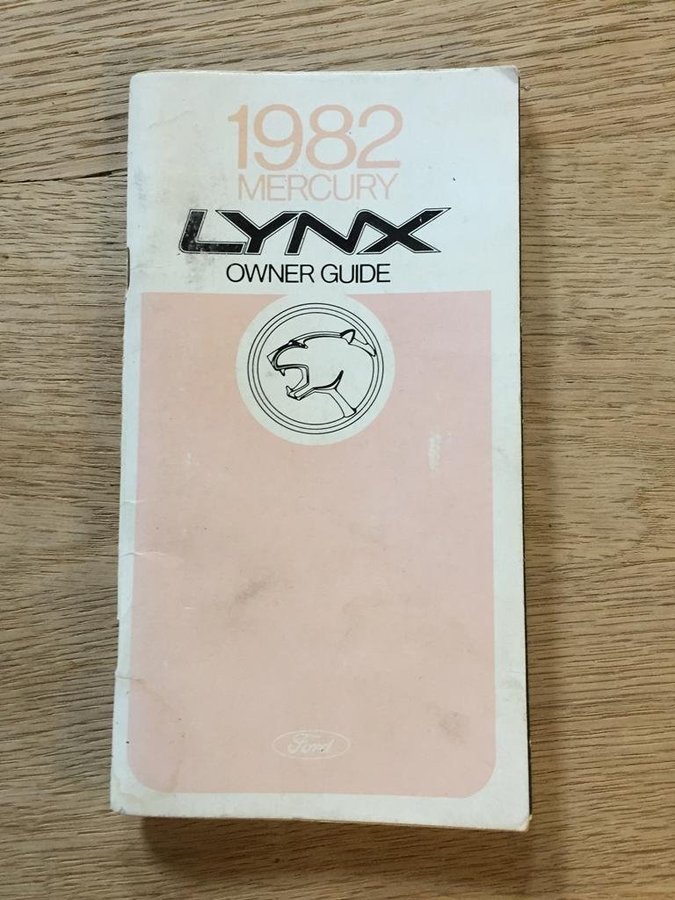 1982
MERCURY
LYNX
OWNER GUIDE
Ford